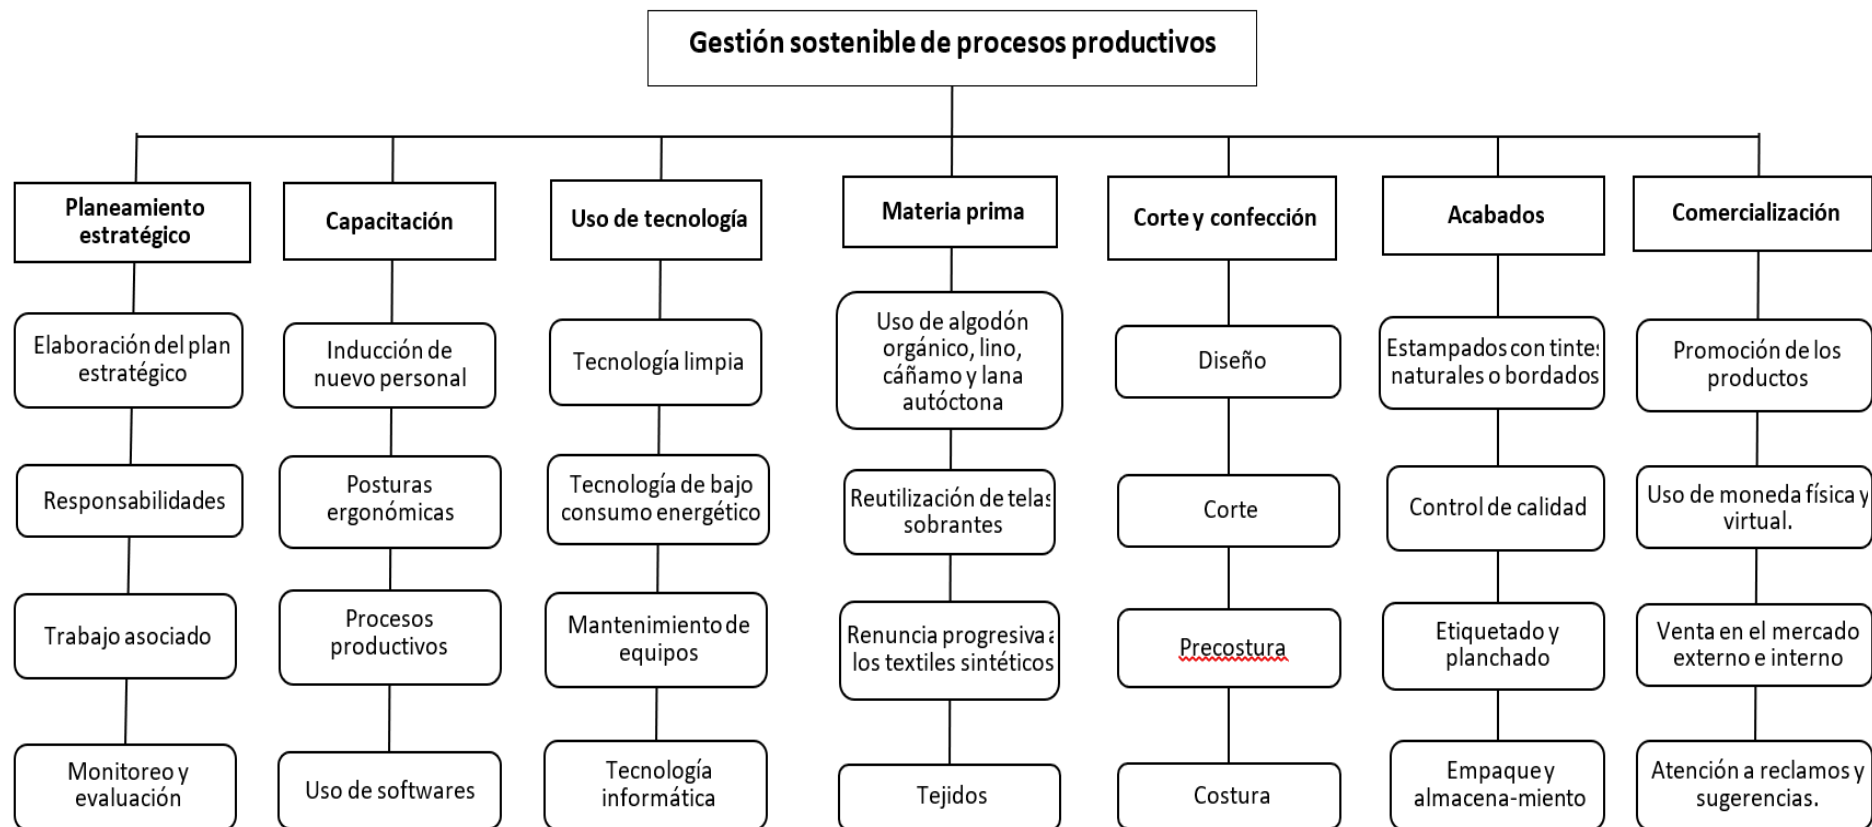 Gestión sostenible de procesos productivos
Planeamiento
estratégico
Capacitación
Uso de tecnología
Materia prima
Corte y confección
Acabados
Comercialización
Elaboración del plan
estratégico
Inducción de
nuevo personal
Tecnología limpia
Uso de algodón
orgánico, lino,
cáñamo y lana
autóctona
Diseño
Estampados con tintes
naturales o bordados
Promoción de los
productos
Responsabilidades
Posturas
ergonómicas
Tecnología de bajo
consumo energético
Reutilización de telas
sobrantes
Corte
Control de calidad
Uso de moneda física y
virtual.
Trabajo asociado
Procesos
productivos
Mantenimiento de
equipos
Renuncia progresiva a
los textiles sintéticos
Precostura
Etiquetado y
planchado
Venta en el mercado
externo e interno
Monitoreo y
evaluación
Uso de softwares
Tecnología
informática
Tejidos
Costura
Empaque y
almacena-miento
Atención a reclamos y
sugerencias.